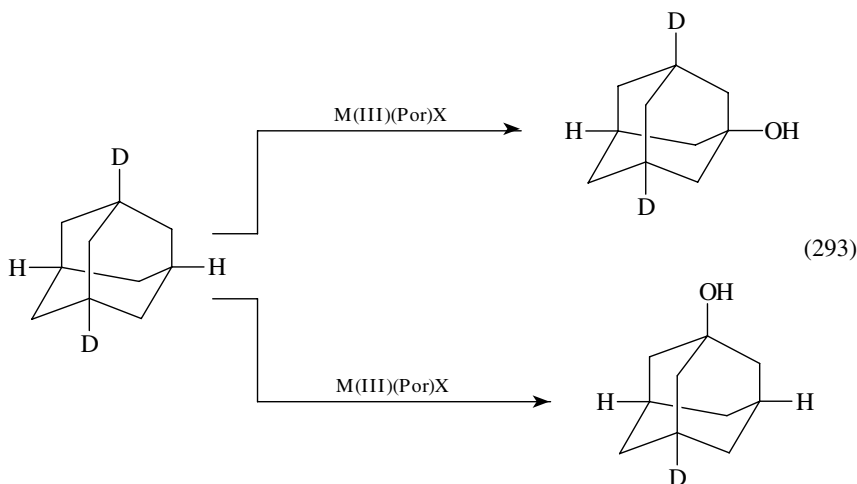 D
M(III)(Por)X
H
OH
D
D
H
H
D
(293)
OH
M(III)(Por)X
H
H
D